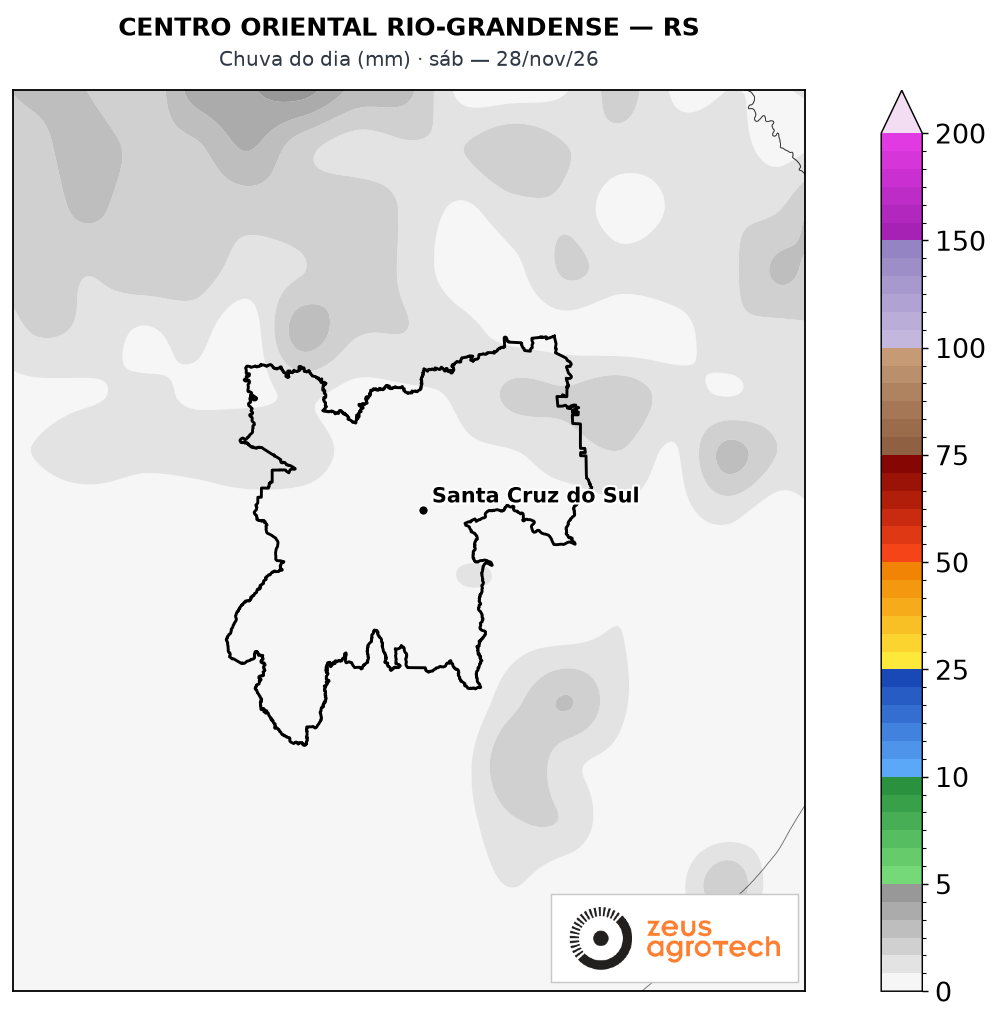 CENTRO ORIENTAL RIO-GRANDENSE — RS
Chuva do dia (mm) · sáb — 28/nov/26
200
150
100
75
50
25
10
5
0
Santa Cruz do Sul
zeus
agrotech